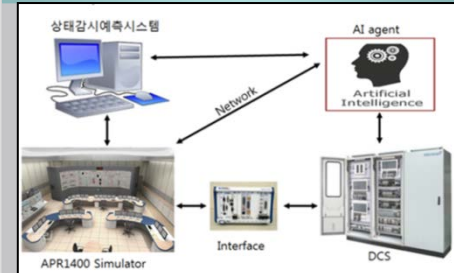 상태감시예측시스템
AI agent
Artificial
Intelligence
Network
Interface
APR1400 Simulator
DCS